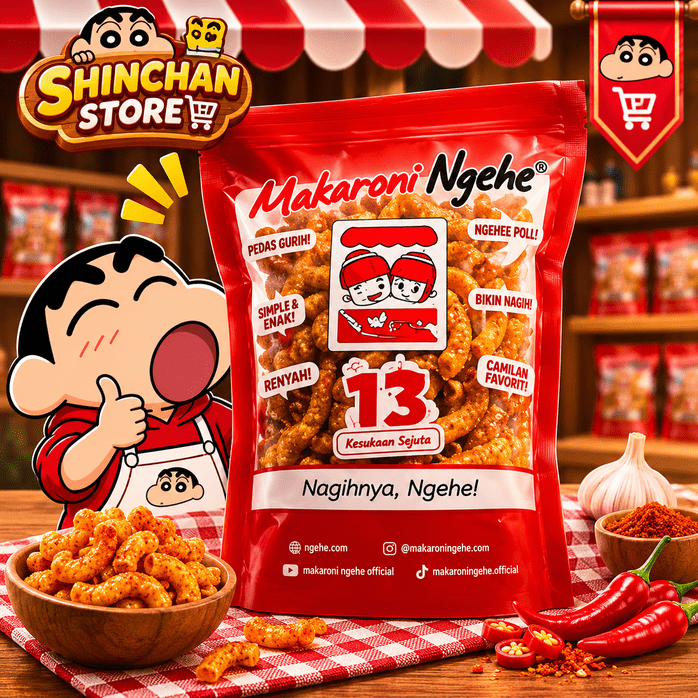 SHINCHAN
STORE
Makaroni Ngehe®
PEDAS GURIH!
NGEHEE POLL!
SIMPLE &
ENAK!
BIKIN NAGIH!
RENYAH!
CAMILAN
FAVORIT!
13
Kesukaan Sejuta
Nagihnya, Ngehe!
ngehe.com
@makaroningehe.com
makaroni ngehe official
makaroningehe.official